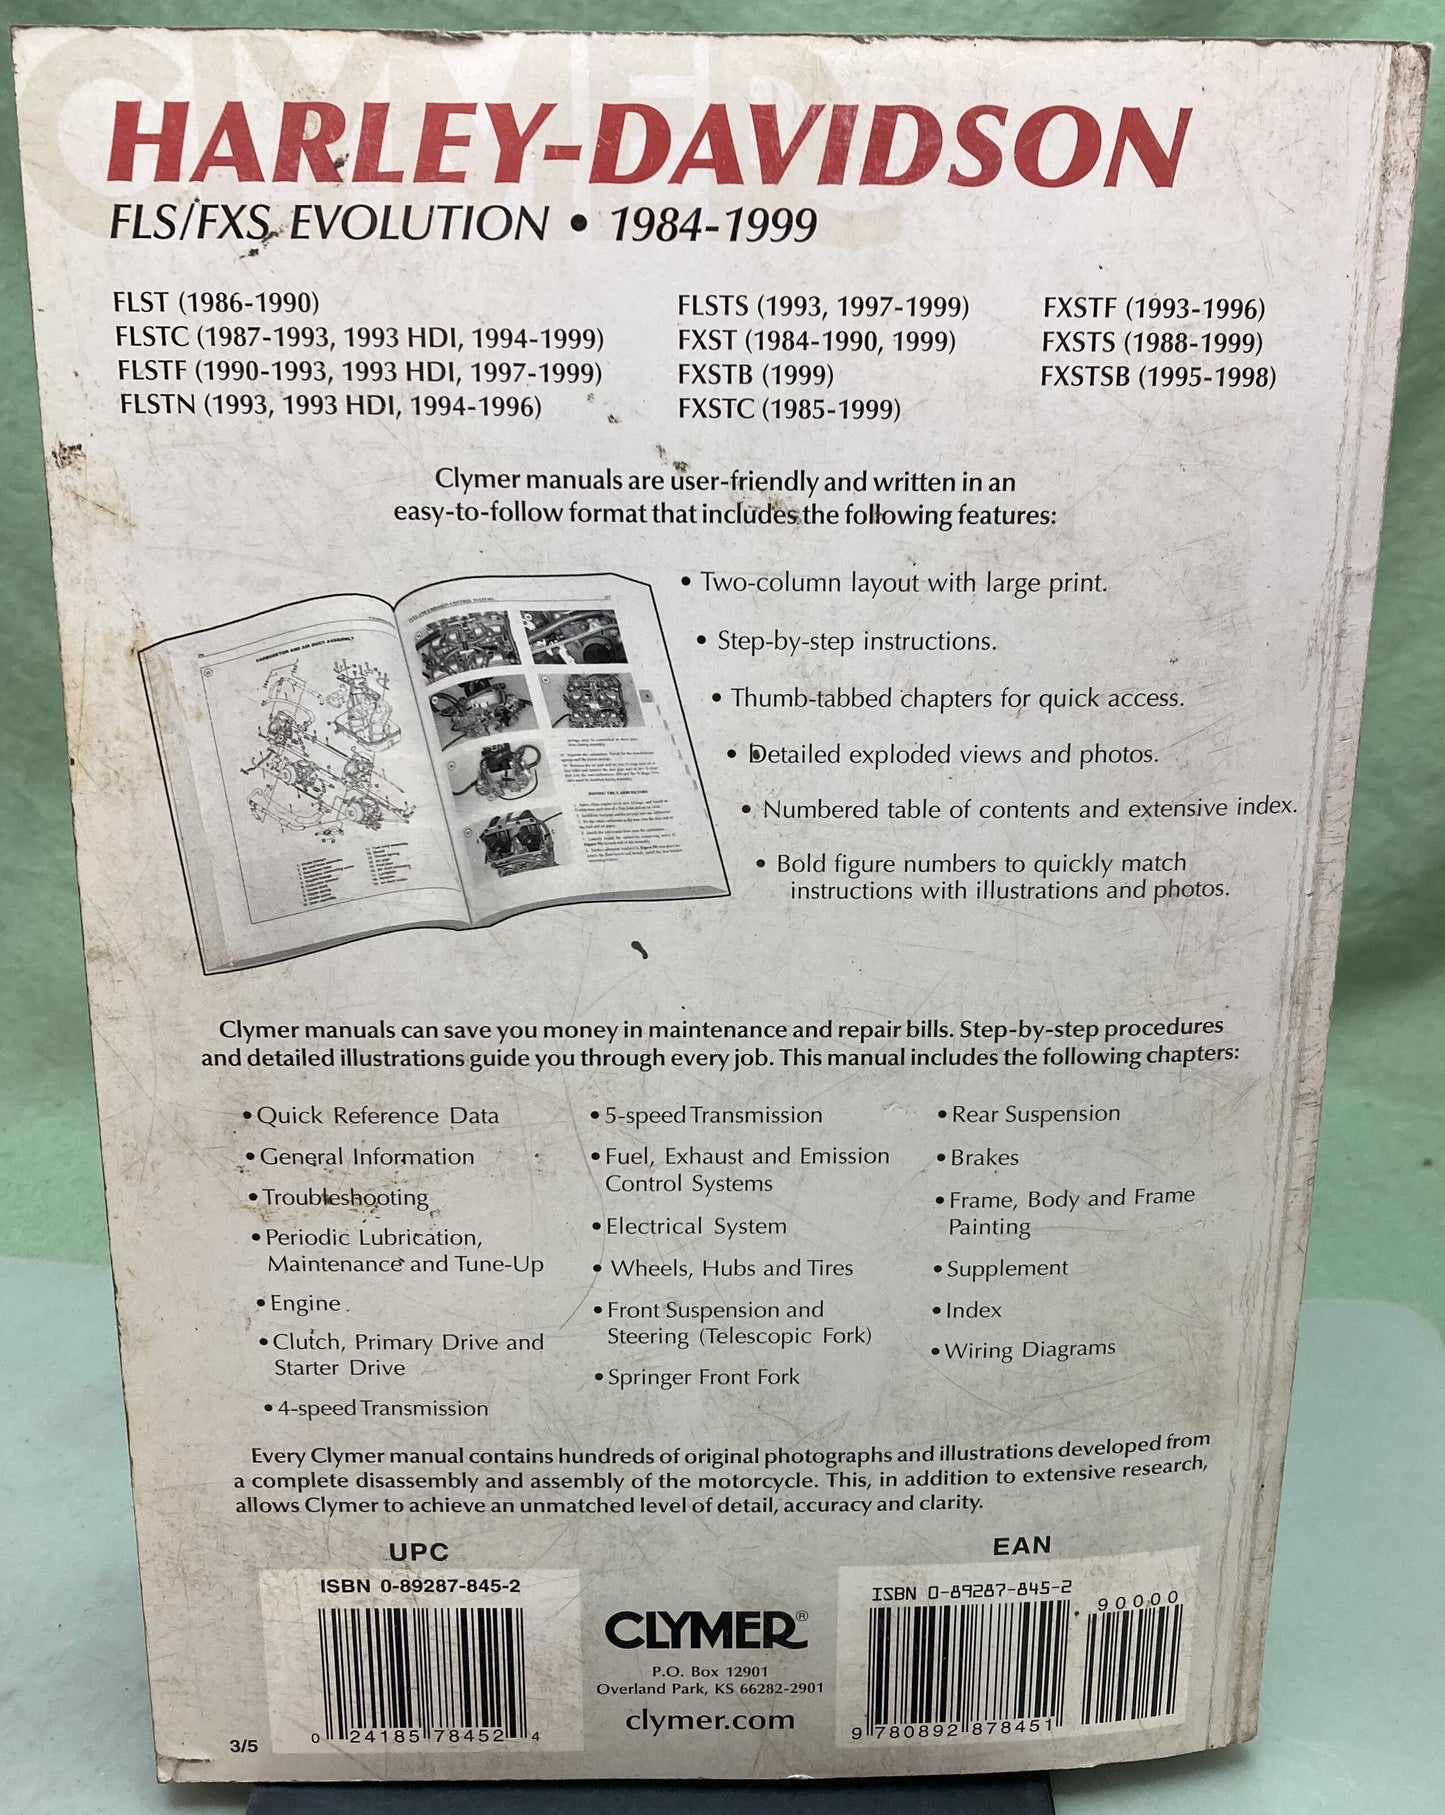 CLYMER
HARLEY-DAVIDSON
FLS/FXS EVOLUTION • 1984-1999
FLST (1986-1990)
FLSTC (1987-1993, 1993 HDI, 1994-1999)
FLSTF (1990-1993, 1993 HDI, 1997-1999)
FLSTN (1993, 1993 HDI, 1994-1996)
FLSTS (1993, 1997-1999)
FXST (1984-1990, 1999)
FXSTB (1999)
FXSTC (1985-1999)
FXSTF (1993-1996)
FXSTS (1988-1999)
FXSTSB (1995-1998)
Clymer manuals are user-friendly and written in an
easy-to-follow format that includes the following features:
• Two-column layout with large print.
• Step-by-step instructions.
• Thumb-tabbed chapters for quick access.
• Detailed exploded views and photos.
• Numbered table of contents and extensive index.
• Bold figure numbers to quickly match
instructions with illustrations and photos.
CARBURETOR AND AIR DUCT ASSEMBLY
Clymer manuals can save you money in maintenance and repair bills. Step-by-step procedures
and detailed illustrations guide you through every job. This manual includes the following chapters:
• Quick Reference Data
• General Information
• Troubleshooting
• Periodic Lubrication,
Maintenance and Tune-Up
• Engine
• Clutch, Primary Drive and
Starter Drive
• 4-speed Transmission
• 5-speed Transmission
• Fuel, Exhaust and Emission
Control Systems
• Electrical System
• Wheels, Hubs and Tires
• Front Suspension and
Steering (Telescopic Fork)
• Springer Front Fork
• Rear Suspension
• Brakes
• Frame, Body and Frame
Painting
• Supplement
• Index
• Wiring Diagrams
Every Clymer manual contains hundreds of original photographs and illustrations developed from
a complete disassembly and assembly of the motorcycle. This, in addition to extensive research,
allows Clymer to achieve an unmatched level of detail, accuracy and clarity.
UPC
ISBN 0-89287-845-2
0 24185 78452 4
3/5
CLYMER®
P.O. Box 12901
Overland Park, KS 66282-2901
clymer.com
EAN
ISBN 0-89287-845-2
90000
9 780892 878451